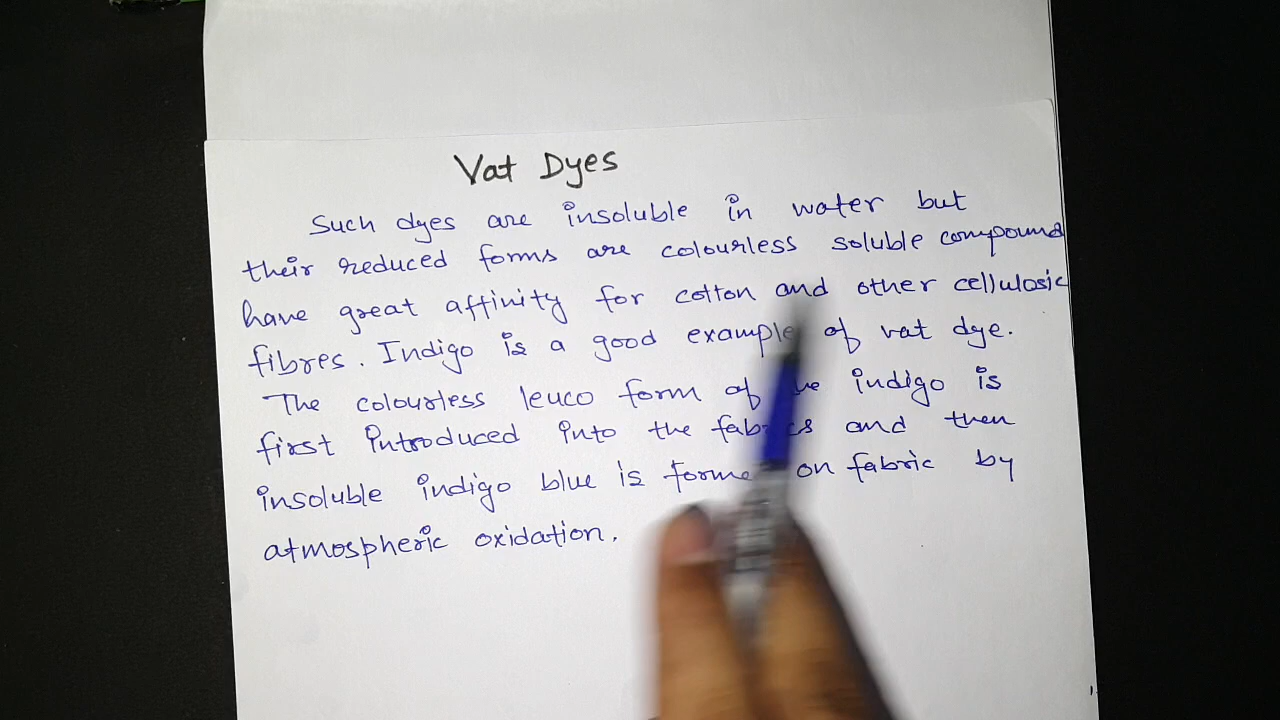 Vat Dyes
Such dyes are insoluble in water but
their reduced forms are colourless soluble compound
have great affinity for cotton and other cellulosic
fibres. Indigo is a good example of vat dye.
The colourless leuco form of indigo is
first introduced into the fabrics and then
insoluble indigo blue is on fabric by
atmospheric oxidation.